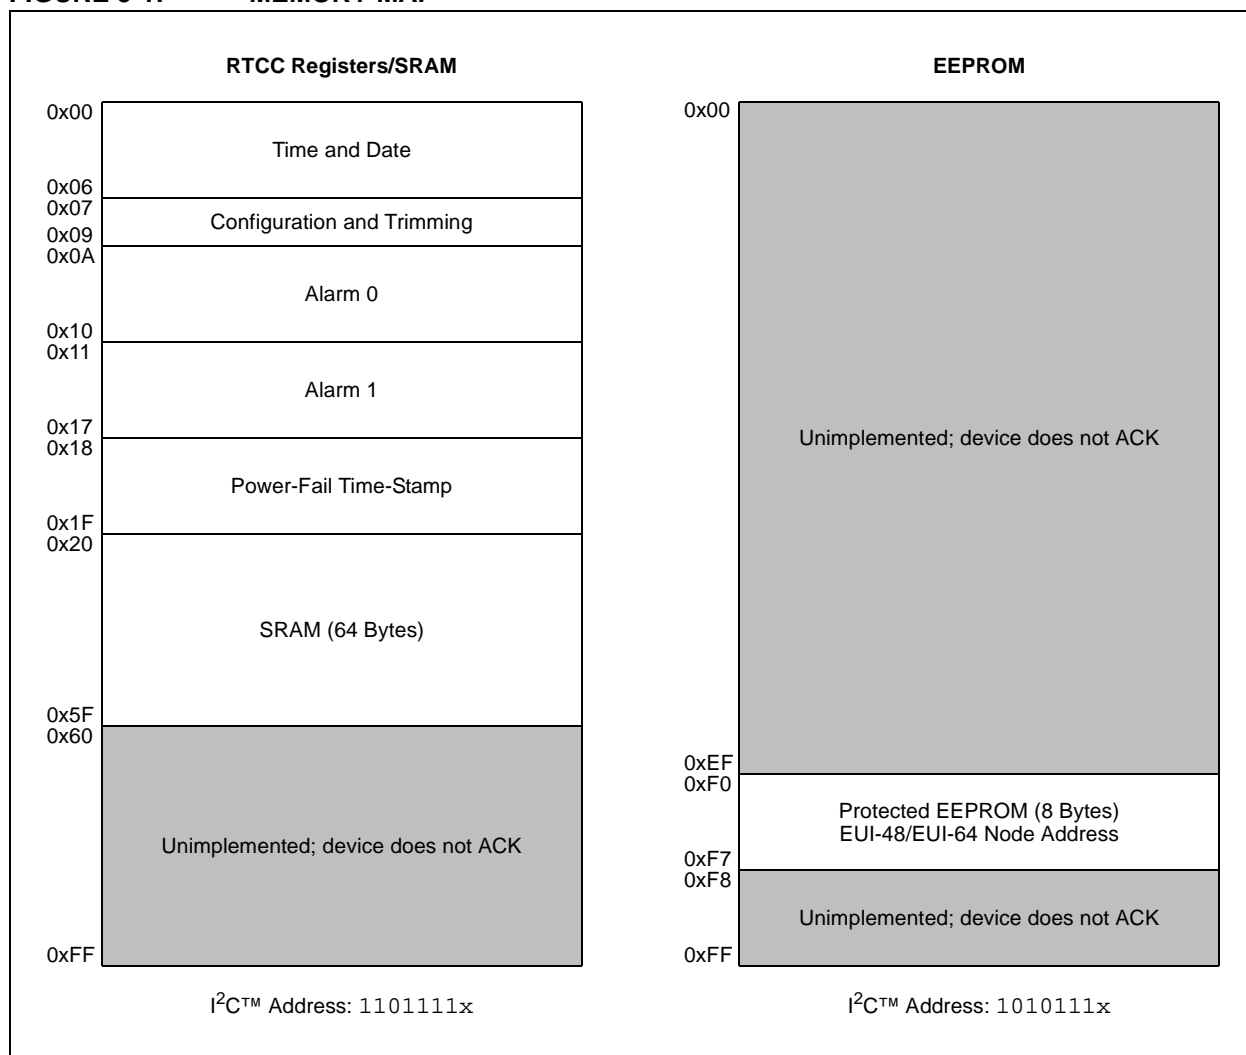 RTCC Registers/SRAM
0x00
Time and Date
0x06
0x07
Configuration and Trimming
0x09
0x0A
Alarm 0
0x10
0x11
Alarm 1
0x17
0x18
Power-Fail Time-Stamp
0x1F
0x20
SRAM (64 Bytes)
0x5F
0x60
Unimplemented; device does not ACK
0xFF
I²C™ Address: 1101111x
EEPROM
0x00
Unimplemented; device does not ACK
0xEF
0xF0
Protected EEPROM (8 Bytes)
EUI-48/EUI-64 Node Address
0xF7
0xF8
Unimplemented; device does not ACK
0xFF
I²C™ Address: 1010111x